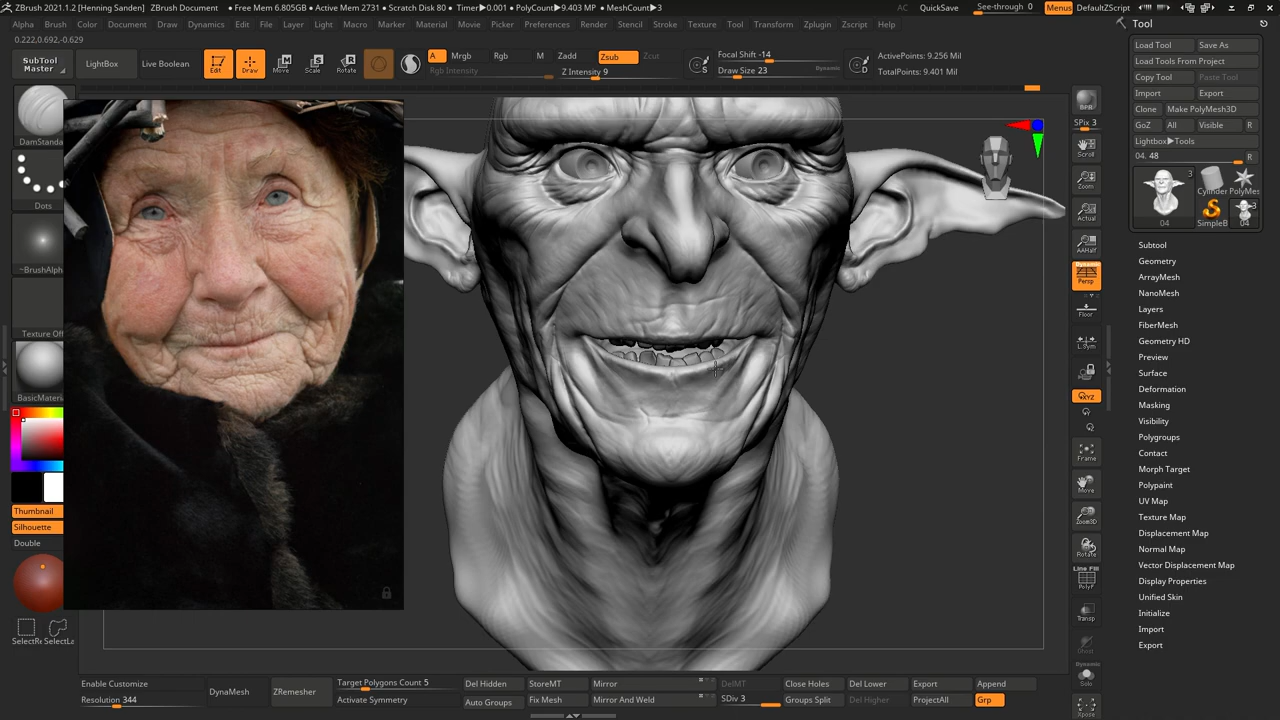 ZBrush 2021.1.2 [Henning Sanden] ZBrush Document • Free Mem 6.805GB • Active Mem 2731 • Scratch Disk 80 • Timer▶0.001 • PolyCount▶9.403 MP • MeshCount▶3 AC QuickSave See-through 0 Menus DefaultZScript
Alpha Brush Color Document Draw Dynamics Edit File Layer Light Macro Marker Material Movie Picker Preferences Render Stencil Stroke Texture Tool Transform Zplugin Zscript Help
0.222,0.692,-0.629
SubTool
Master
LightBox
Live Boolean
Edit
Draw
Move
Scale
Rotate
A
Mrgb
Rgb
M
Zadd
Zsub
Zcut
Rgb Intensity
Z Intensity 9
S
Focal Shift -14
Draw Size 23
Dynamic
D
ActivePoints: 9.256 Mil
TotalPoints: 9.401 Mil
DamStanda
Dots
~BrushAlpha
Texture Off
BasicMateria
Thumbnail
Silhouette
Double
SelectRe
SelectLa
BPR
SPix 3
Scroll
Zoom
Actual
AAHalf
Dynamic
Persp
Floor
L.Sym
XYZ
Frame
Move
Zoom3D
Rotate
Line Fill
PolyF
Transp
Ghost
Dynamic
Solo
Xpose
Tool
Load Tool
Save As
Load Tools From Project
Copy Tool
Paste Tool
Import
Export
Clone
Make PolyMesh3D
GoZ
All
Visible
R
Lightbox▶Tools
04. 48
R
3
04
Cylinder
PolyMes
SimpleB
3
04
Subtool
Geometry
ArrayMesh
NanoMesh
Layers
FiberMesh
Geometry HD
Preview
Surface
Deformation
Masking
Visibility
Polygroups
Contact
Morph Target
Polypaint
UV Map
Texture Map
Displacement Map
Normal Map
Vector Displacement Map
Display Properties
Unified Skin
Initialize
Import
Export
Enable Customize
Resolution 344
DynaMesh
ZRemesher
Target Polygons Count 5
Activate Symmetry
Del Hidden
Auto Groups
StoreMT
Fix Mesh
Mirror
Mirror And Weld
DelMT
SDiv 3
Close Holes
Groups Split
Del Lower
Del Higher
Export
ProjectAll
Append
Grp